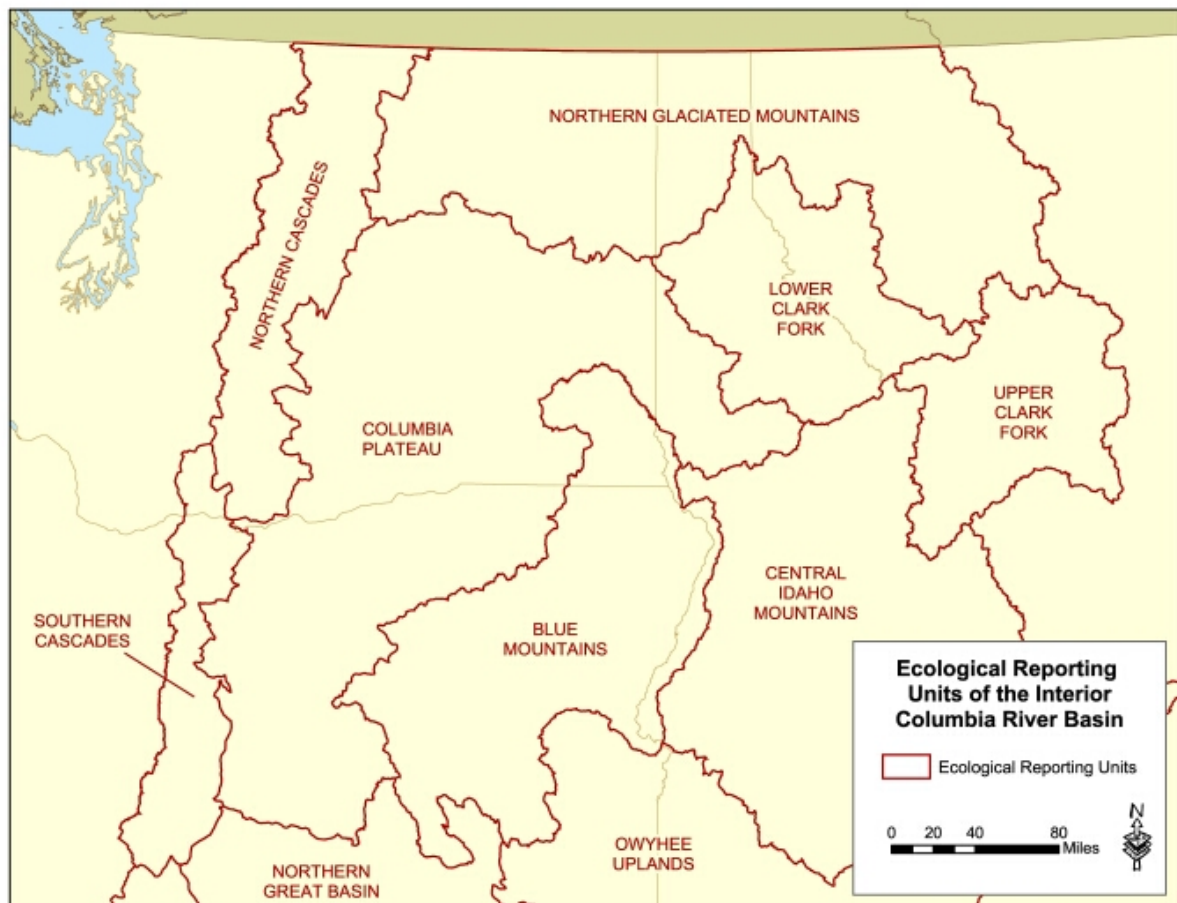 NORTHERN GLACIATED MOUNTAINS
NORTHERN CASCADES
LOWER
CLARK
FORK
UPPER
CLARK
FORK
COLUMBIA
PLATEAU
CENTRAL
IDAHO
MOUNTAINS
SOUTHERN
CASCADES
BLUE
MOUNTAINS
OWYHEE
UPLANDS
NORTHERN
GREAT BASIN
Ecological Reporting
Units of the Interior
Columbia River Basin
Ecological Reporting Units
N
0 10 20 40 80
Miles